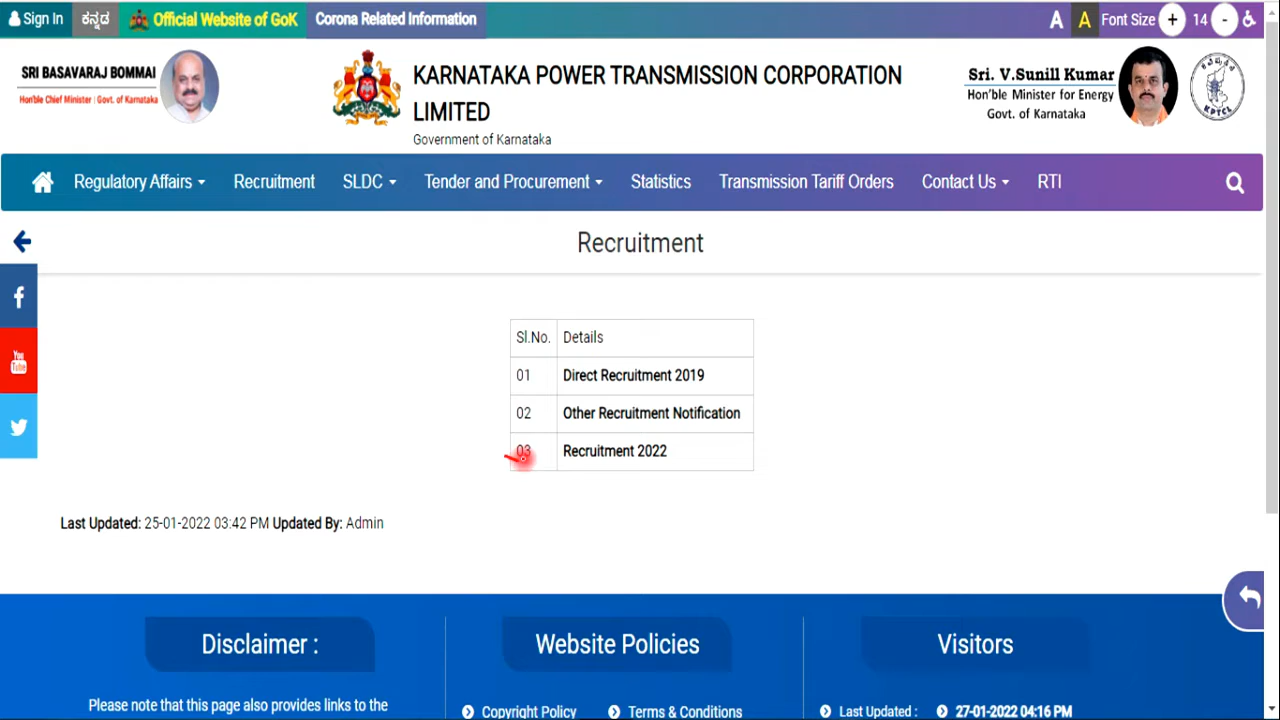 Sign In ಕನ್ನಡ Official Website of GoK Corona Related Information A A Font Size + 14 -
SRI BASAVARAJ BOMMAI
Hon'ble Chief Minister | Govt. of Karnataka
KARNATAKA POWER TRANSMISSION CORPORATION
LIMITED
Government of Karnataka
Sri. V.Sunill Kumar
Hon'ble Minister for Energy
Govt. of Karnataka
KPTCL
Regulatory Affairs Recruitment SLDC Tender and Procurement Statistics Transmission Tariff Orders Contact Us RTI
Recruitment
f
You Tube
Sl.No. Details
01 Direct Recruitment 2019
02 Other Recruitment Notification
03 Recruitment 2022
Last Updated: 25-01-2022 03:42 PM Updated By: Admin
Disclaimer : Website Policies Visitors
Please note that this page also provides links to the
Copyright Policy Terms & Conditions Last Updated : 27-01-2022 04:16 PM